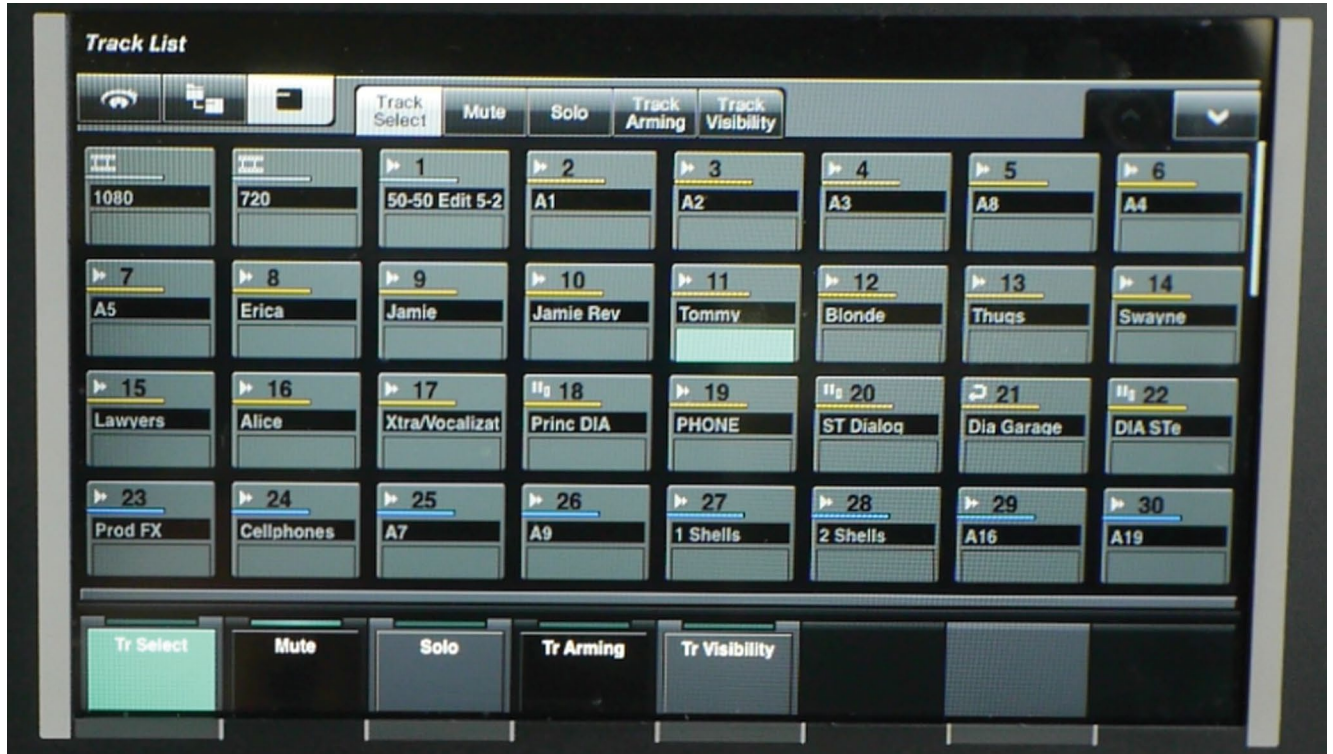 Track List
Track Select Mute Solo Track Arming Track Visibility
1 2 3 4 5 6
1080 720 50-50 Edit 5-2 A1 A2 A3 A8 A4
7 8 9 10 11 12 13 14
A5 Erica Jamie Jamie Rev Tommy Blonde Thugs Swayne
15 16 17 18 19 20 21 22
Lawyers Alice Xtra/Vocalizat Princ DIA PHONE ST Dialog Dia Garage DIA STe
23 24 25 26 27 28 29 30
Prod FX Cellphones A7 A9 1 Shells 2 Shells A16 A19
Tr Select Mute Solo Tr Arming Tr Visibility